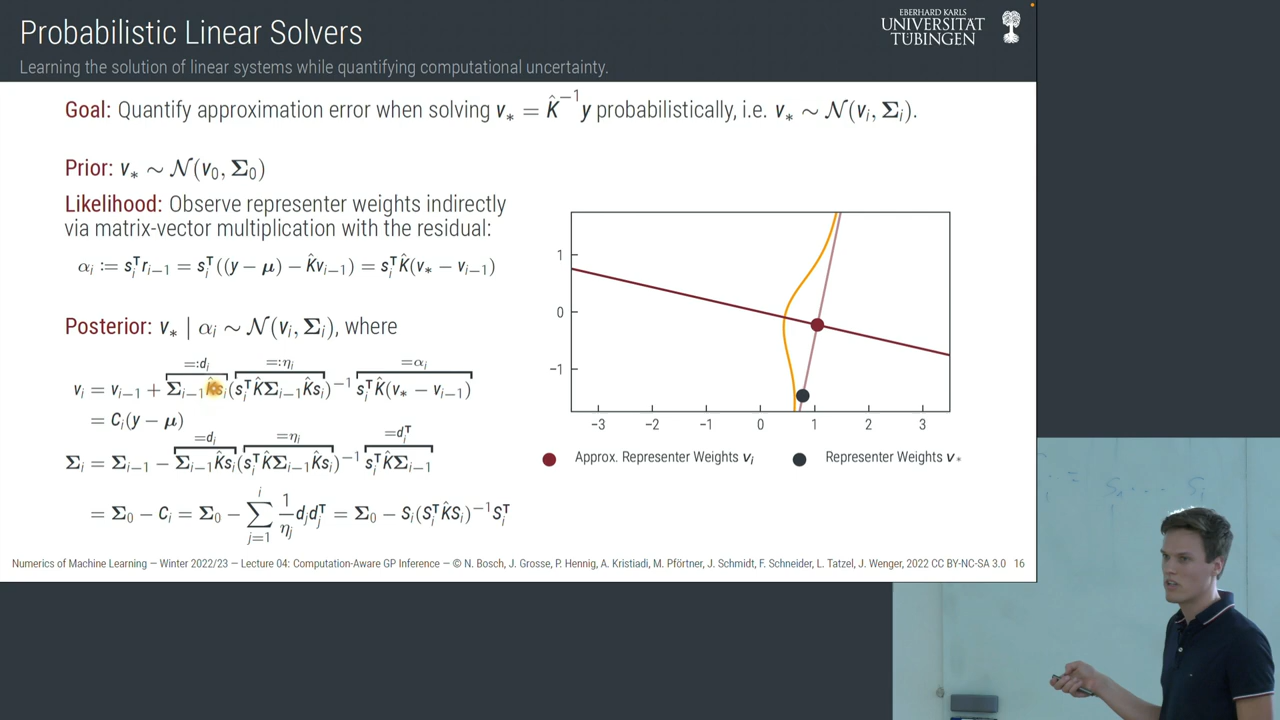 Probabilistic Linear Solvers
Learning the solution of linear systems while quantifying computational uncertainty.
EBERHARD KARLS
UNIVERSITÄT
TÜBINGEN
Goal: Quantify approximation error when solving v∗ = K̂⁻¹y probabilistically, i.e. v∗ ∼ N(vᵢ, Σᵢ).
Prior: v∗ ∼ N(v₀, Σ₀)
Likelihood: Observe representer weights indirectly
via matrix-vector multiplication with the residual:
αᵢ := sᵢᵀrᵢ₋₁ = sᵢᵀ((y − μ) − K̂vᵢ₋₁) = sᵢᵀK̂(v∗ − vᵢ₋₁)
Posterior: v∗ | αᵢ ∼ N(vᵢ, Σᵢ), where
=:dᵢ =:ηᵢ =αᵢ
vᵢ = vᵢ₋₁ + Σᵢ₋₁K̂sᵢ(sᵢᵀK̂Σᵢ₋₁K̂sᵢ)⁻¹sᵢᵀK̂(v∗ − vᵢ₋₁)
= Cᵢ(y − μ)
=dᵢ =ηᵢ =dᵢᵀ
Σᵢ = Σᵢ₋₁ − Σᵢ₋₁K̂sᵢ(sᵢᵀK̂Σᵢ₋₁K̂sᵢ)⁻¹sᵢᵀK̂Σᵢ₋₁
= Σ₀ − Cᵢ = Σ₀ − ∑ⱼ₌₁ⁱ 1/ηⱼ dⱼdⱼᵀ = Σ₀ − Sᵢ(SᵢᵀK̂Sᵢ)⁻¹Sᵢᵀ
1
0
−1
−3 −2 −1 0 1 2 3
Approx. Representer Weights vᵢ
Representer Weights v∗
Numerics of Machine Learning — Winter 2022/23 — Lecture 04: Computation-Aware GP Inference — © N. Bosch, J. Grosse, P. Hennig, A. Kristiadi, M. Pförtner, J. Schmidt, F. Schneider, L. Tatzel, J. Wenger, 2022 CC BY-NC-SA 3.0 16